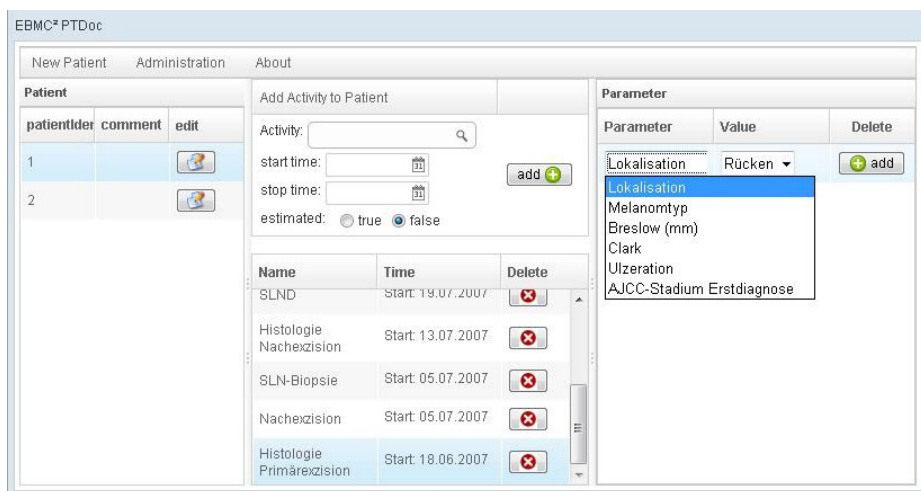 EBMC² PTDoc
New Patient Administration About
Patient
patientIder comment edit
1
2
Add Activity to Patient
Activity:
start time:
stop time:
estimated: true false
add
Name Time Delete
SLND Start: 19.07.2007
Histologie
Nachexzision Start: 13.07.2007
SLN-Biopsie Start: 05.07.2007
Nachexzision Start: 05.07.2007
Histologie
Primärexzision Start: 18.06.2007
Parameter
Parameter Value Delete
Lokalisation Rücken add
Lokalisation
Melanomtyp
Breslow (mm)
Clark
Ulzeration
AJCC-Stadium Erstdiagnose